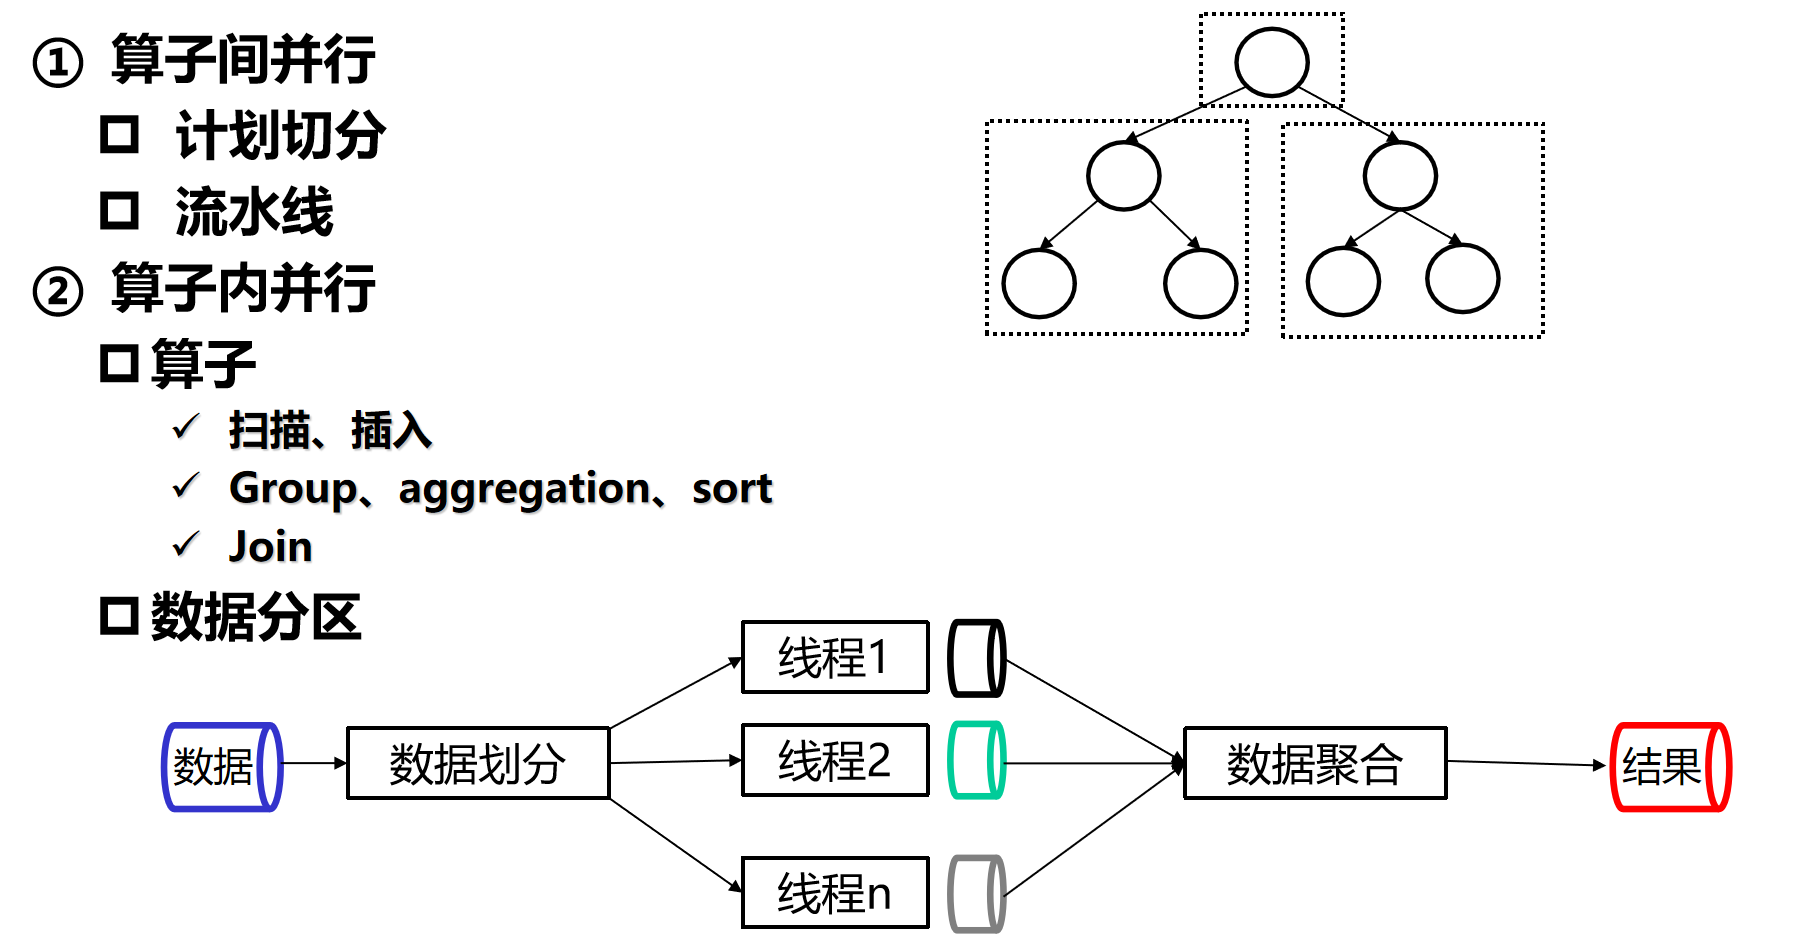 ① 算子间并行
计划切分
流水线
② 算子内并行
算子
✓ 扫描、插入
✓ Group、aggregation、sort
✓ Join
数据分区
线程1
数据
数据划分
线程2
数据聚合
结果
线程n